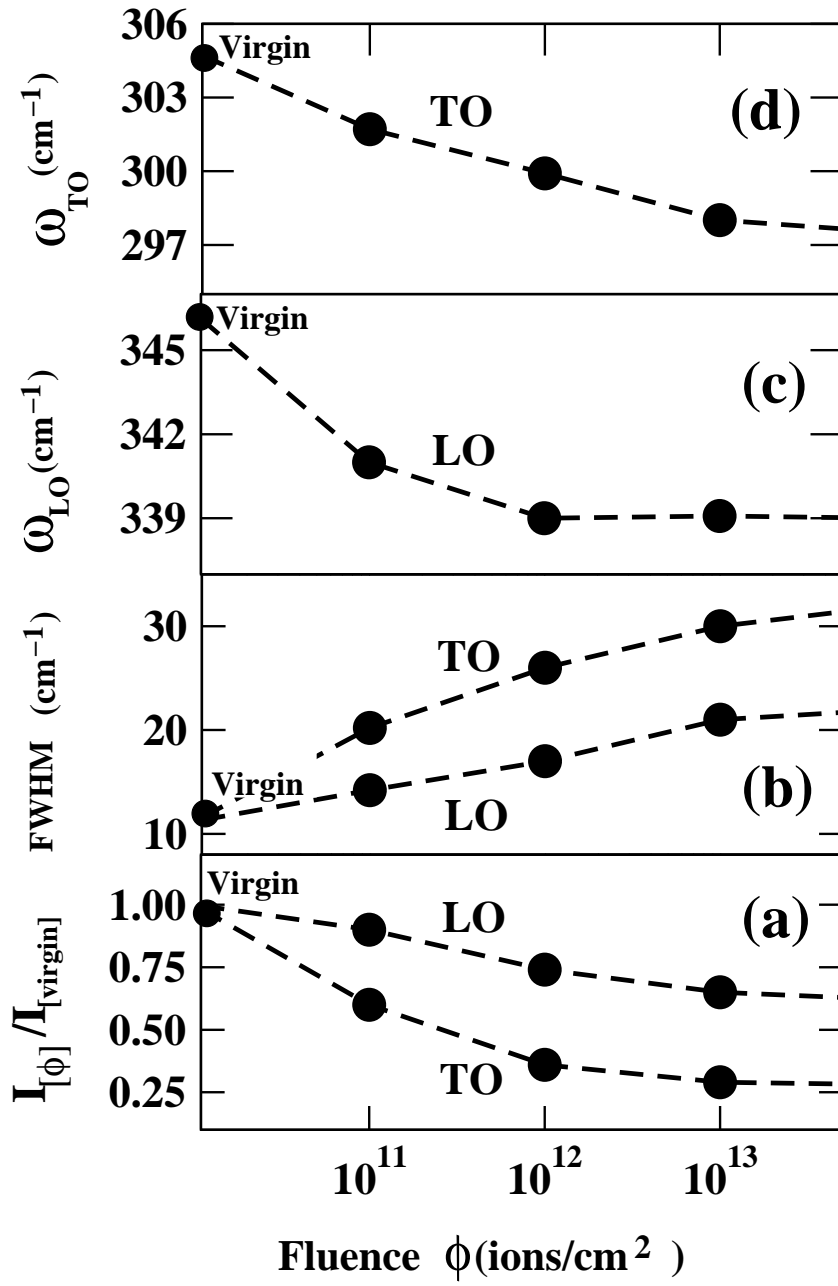 306
303
300
297
ω_TO (cm⁻¹)
Virgin
TO
(d)
345
342
339
ω_LO (cm⁻¹)
Virgin
LO
(c)
30
20
10
FWHM (cm⁻¹)
TO
Virgin
LO
(b)
1.00
0.75
0.50
0.25
I_[ϕ]/I_[virgin]
Virgin
LO
TO
(a)
10¹¹ 10¹² 10¹³
Fluence ϕ(ions/cm²)